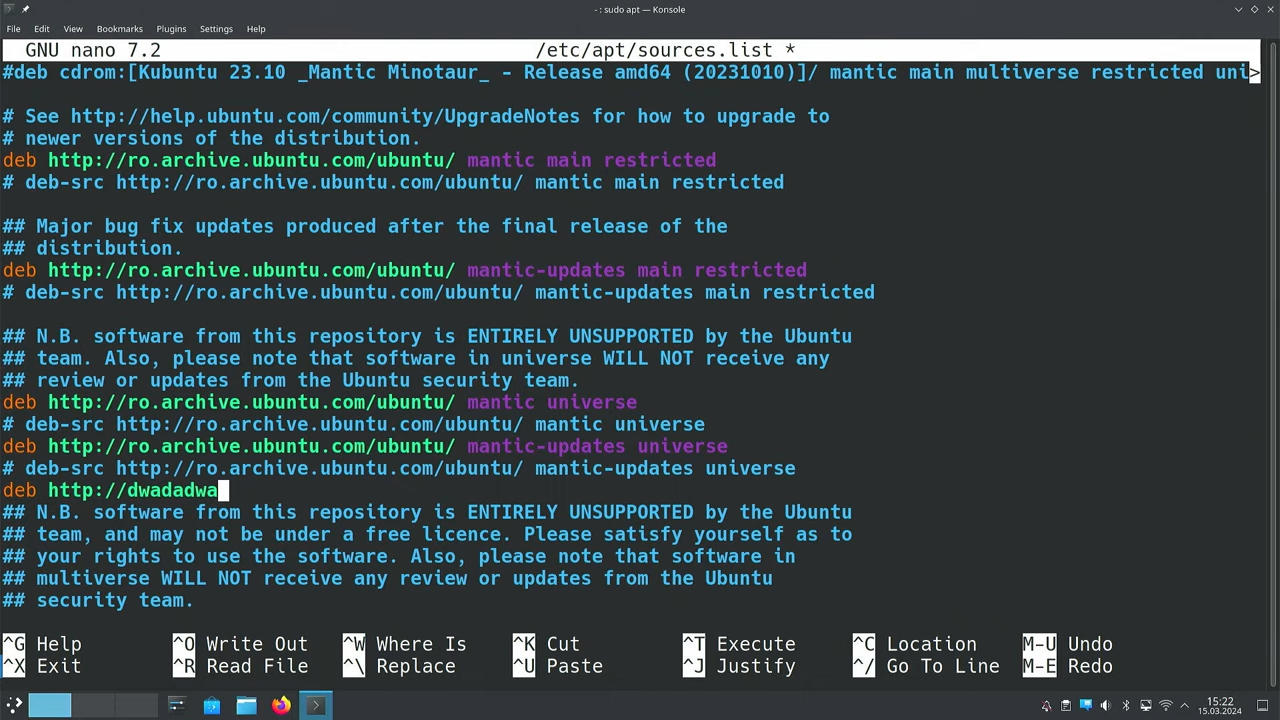 - : sudo apt — Konsole
File Edit View Bookmarks Plugins Settings Help
GNU nano 7.2 /etc/apt/sources.list *
#deb cdrom:[Kubuntu 23.10 _Mantic Minotaur_ - Release amd64 (20231010)]/ mantic main multiverse restricted uni>
# See http://help.ubuntu.com/community/UpgradeNotes for how to upgrade to
# newer versions of the distribution.
deb http://ro.archive.ubuntu.com/ubuntu/ mantic main restricted
# deb-src http://ro.archive.ubuntu.com/ubuntu/ mantic main restricted
## Major bug fix updates produced after the final release of the
## distribution.
deb http://ro.archive.ubuntu.com/ubuntu/ mantic-updates main restricted
# deb-src http://ro.archive.ubuntu.com/ubuntu/ mantic-updates main restricted
## N.B. software from this repository is ENTIRELY UNSUPPORTED by the Ubuntu
## team. Also, please note that software in universe WILL NOT receive any
## review or updates from the Ubuntu security team.
deb http://ro.archive.ubuntu.com/ubuntu/ mantic universe
# deb-src http://ro.archive.ubuntu.com/ubuntu/ mantic universe
deb http://ro.archive.ubuntu.com/ubuntu/ mantic-updates universe
# deb-src http://ro.archive.ubuntu.com/ubuntu/ mantic-updates universe
deb http://dwadadwa
## N.B. software from this repository is ENTIRELY UNSUPPORTED by the Ubuntu
## team, and may not be under a free licence. Please satisfy yourself as to
## your rights to use the software. Also, please note that software in
## multiverse WILL NOT receive any review or updates from the Ubuntu
## security team.
^G Help ^O Write Out ^W Where Is ^K Cut ^T Execute ^C Location M-U Undo
^X Exit ^R Read File ^\ Replace ^U Paste ^J Justify ^/ Go To Line M-E Redo
15:22
15.03.2024